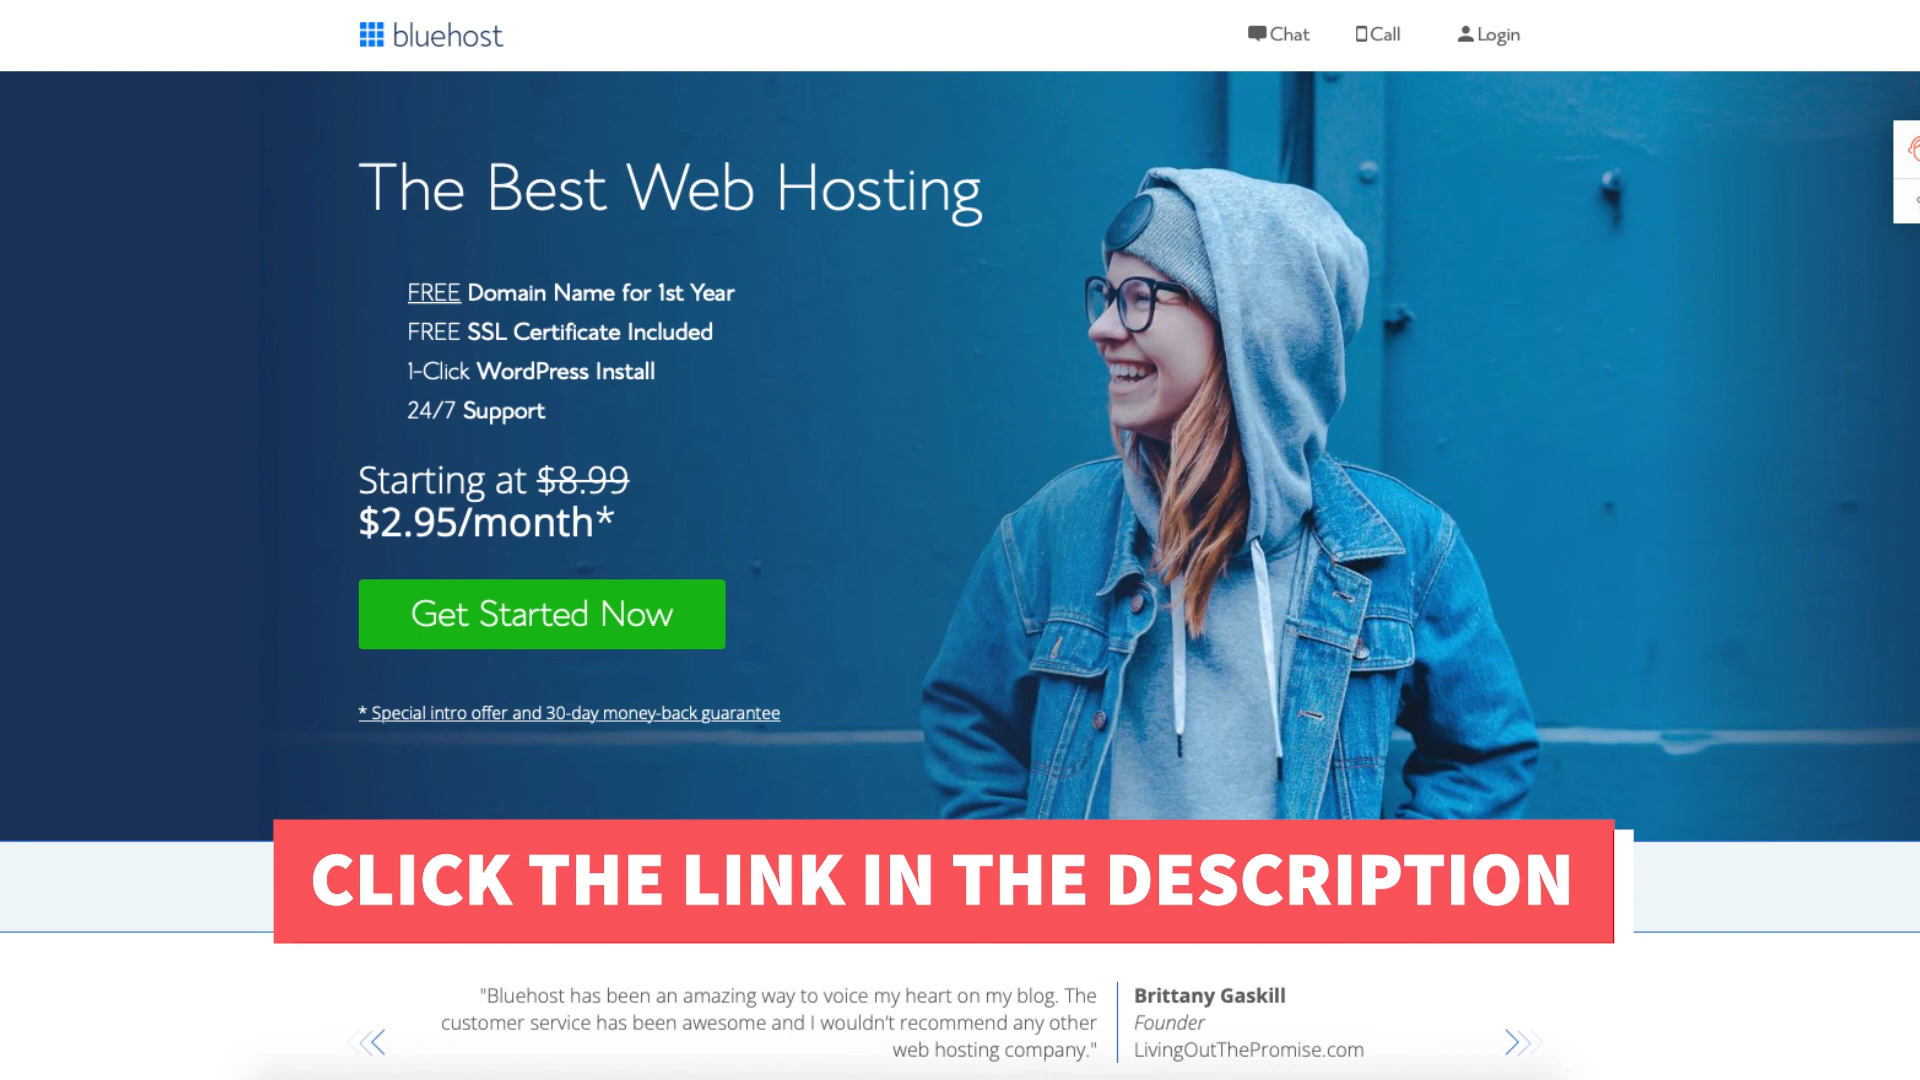 bluehost
Chat
Call
Login
The Best Web Hosting
FREE Domain Name for 1st Year
FREE SSL Certificate Included
1-Click WordPress Install
24/7 Support
Starting at $8.99
$2.95/month*
Get Started Now
* Special intro offer and 30-day money-back guarantee
CLICK THE LINK IN THE DESCRIPTION
"Bluehost has been an amazing way to voice my heart on my blog. The
customer service has been awesome and I wouldn't recommend any other
web hosting company."
Brittany Gaskill
Founder
LivingOutThePromise.com